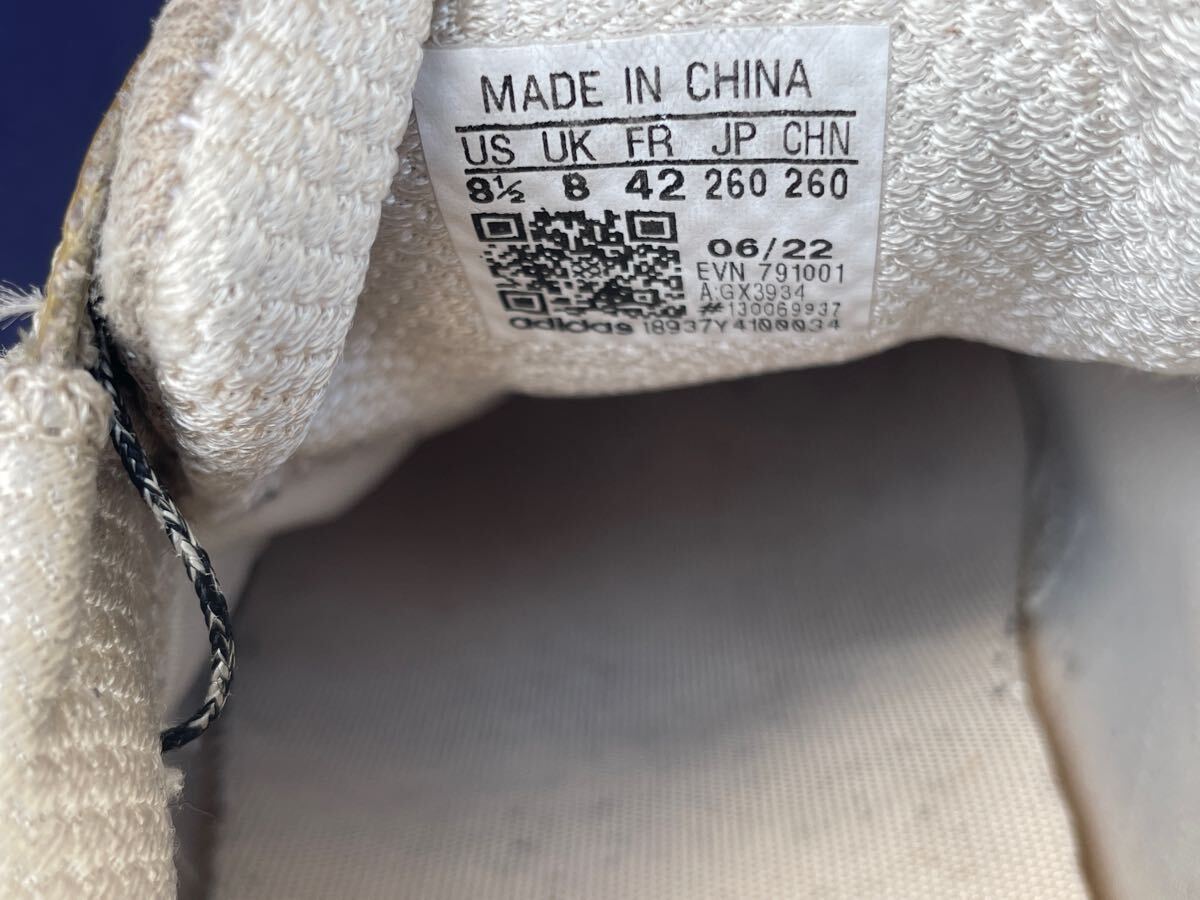 MADE IN CHINA
US UK FR JP CHN
8½ 8 42 260 260
06/22
EVN 791001
A:GX3934
#130069937
adidas 18937Y4100034